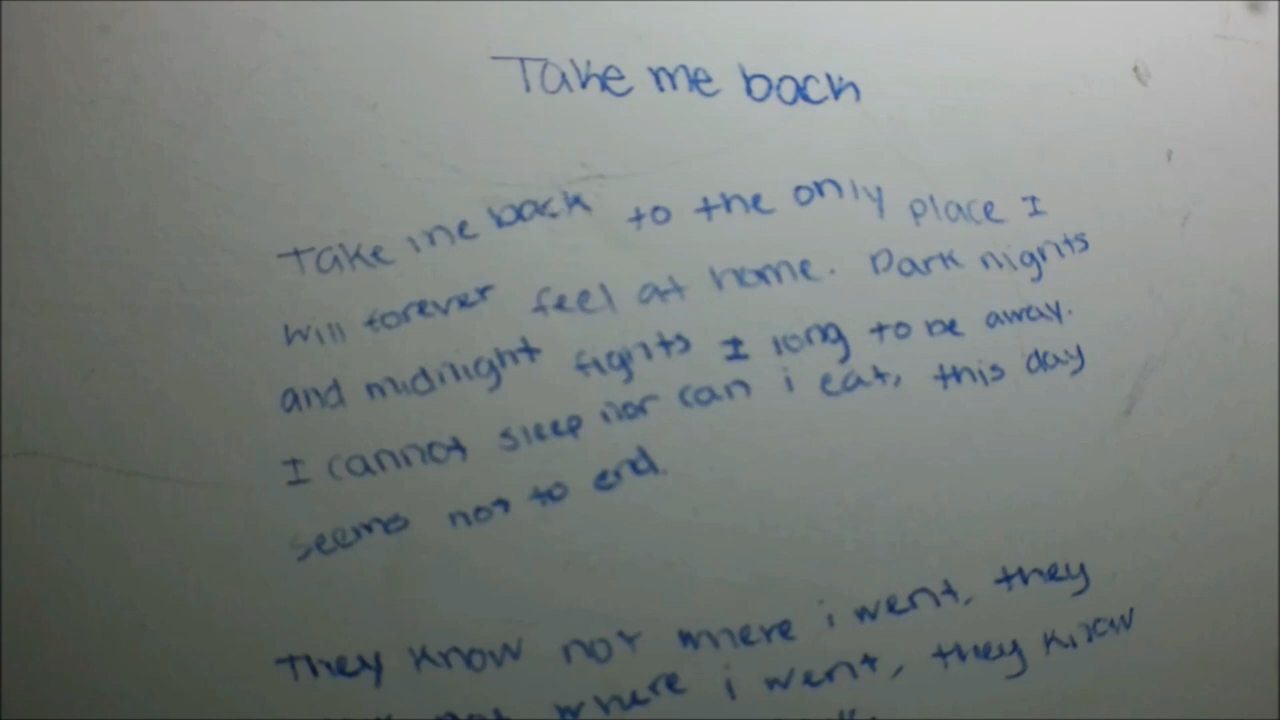 Take me back
Take me back to the only place I
will forever feel at home. Dark nights
and midnight fights I long to be away.
I cannot sleep nor can i eat, this day
seems not to end.
They know not where i went, they
not where i went, they know